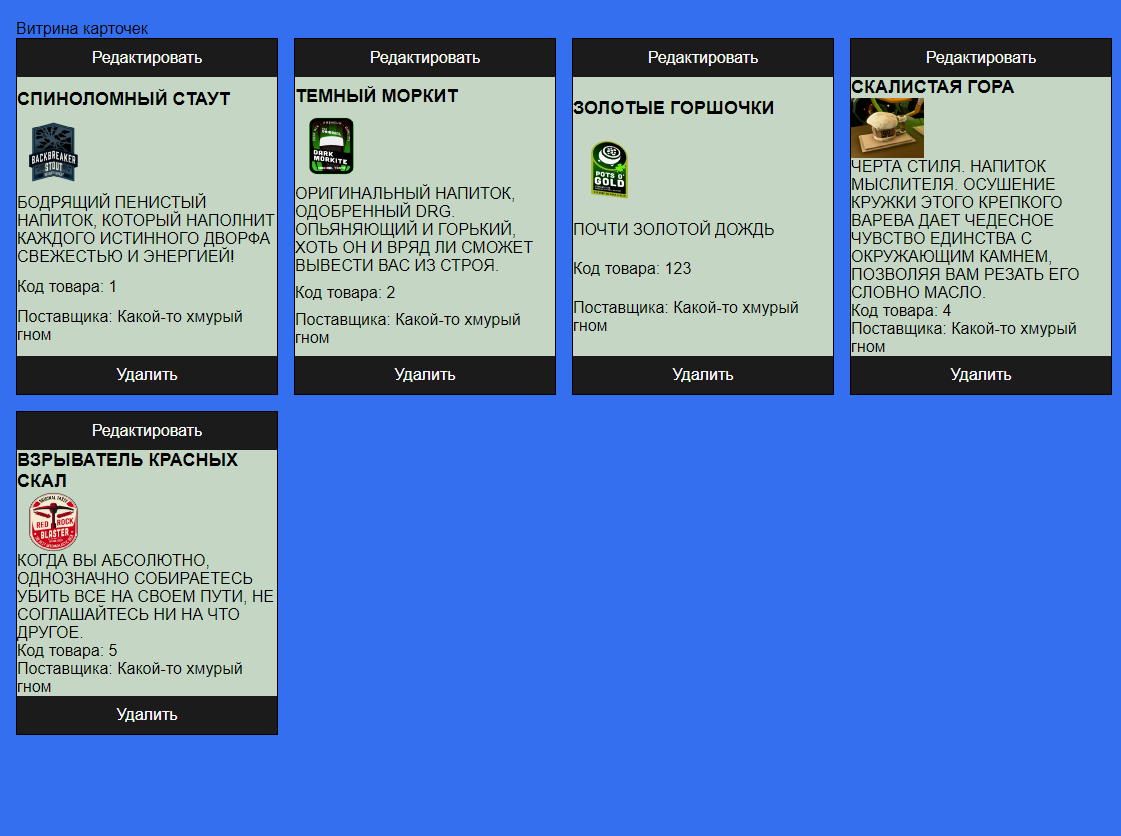 Витрина карточек
Редактировать
СПИНОЛОМНЫЙ СТАУТ
BACKBREAKER
STOUT
БОДРЯЩИЙ ПЕНИСТЫЙ
НАПИТОК, КОТОРЫЙ НАПОЛНИТ
КАЖДОГО ИСТИННОГО ДВОРФА
СВЕЖЕСТЬЮ И ЭНЕРГИЕЙ!
Код товара: 1
Поставщика: Какой-то хмурый
гном
Удалить
Редактировать
ТЕМНЫЙ МОРКИТ
DARK
MORKITE
ОРИГИНАЛЬНЫЙ НАПИТОК,
ОДОБРЕННЫЙ DRG.
ОПЬЯНЯЮЩИЙ И ГОРЬКИЙ,
ХОТЬ ОН И ВРЯД ЛИ СМОЖЕТ
ВЫВЕСТИ ВАС ИЗ СТРОЯ.
Код товара: 2
Поставщика: Какой-то хмурый
гном
Удалить
Редактировать
ЗОЛОТЫЕ ГОРШОЧКИ
POTS O'
GOLD
ПОЧТИ ЗОЛОТОЙ ДОЖДЬ
Код товара: 123
Поставщика: Какой-то хмурый
гном
Удалить
Редактировать
СКАЛИСТАЯ ГОРА
ЧЕРТА СТИЛЯ. НАПИТОК
МЫСЛИТЕЛЯ. ОСУШЕНИЕ
КРУЖКИ ЭТОГО КРЕПКОГО
ВАРЕВА ДАЕТ ЧЕДЕСНОЕ
ЧУВСТВО ЕДИНСТВА С
ОКРУЖАЮЩИМ КАМНЕМ,
ПОЗВОЛЯЯ ВАМ РЕЗАТЬ ЕГО
СЛОВНО МАСЛО.
Код товара: 4
Поставщика: Какой-то хмурый
гном
Удалить
Редактировать
ВЗРЫВАТЕЛЬ КРАСНЫХ
СКАЛ
RED ROCK
BLASTER
КОГДА ВЫ АБСОЛЮТНО,
ОДНОЗНАЧНО СОБИРАЕТЕСЬ
УБИТЬ ВСЕ НА СВОЕМ ПУТИ, НЕ
СОГЛАШАЙТЕСЬ НИ НА ЧТО
ДРУГОЕ.
Код товара: 5
Поставщика: Какой-то хмурый
гном
Удалить